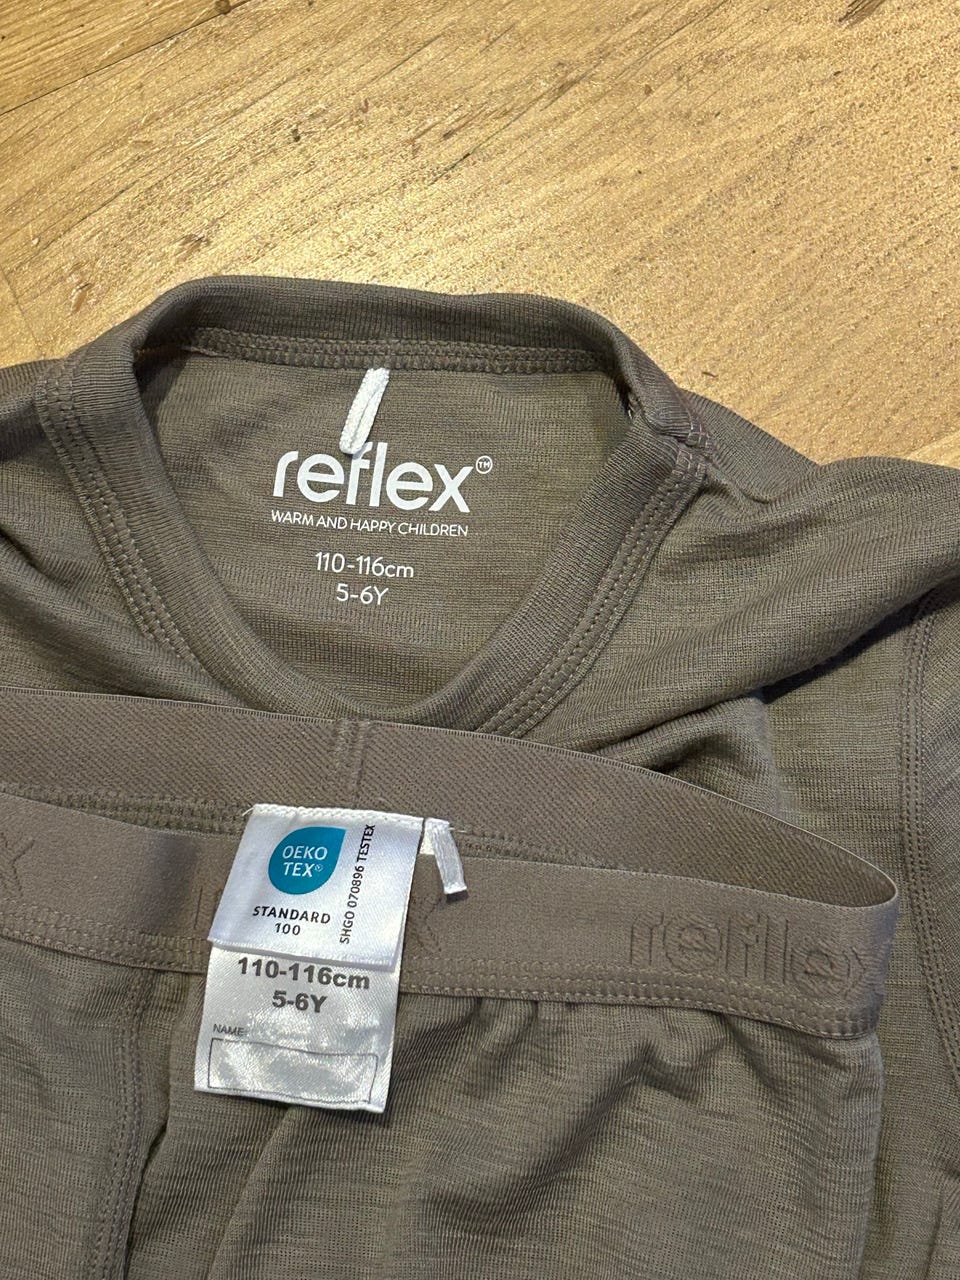 reflex™
WARM AND HAPPY CHILDREN
110-116cm
5-6Y
OEKO
TEX®
STANDARD
100
SHGO 070896 TESTEX
110-116cm
5-6Y
NAME
reflex